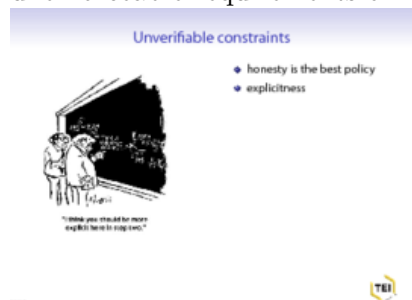 Unverifiable constraints
honesty is the best policy
explicitness
"I think you should be more
explicit here in step two."
TEI